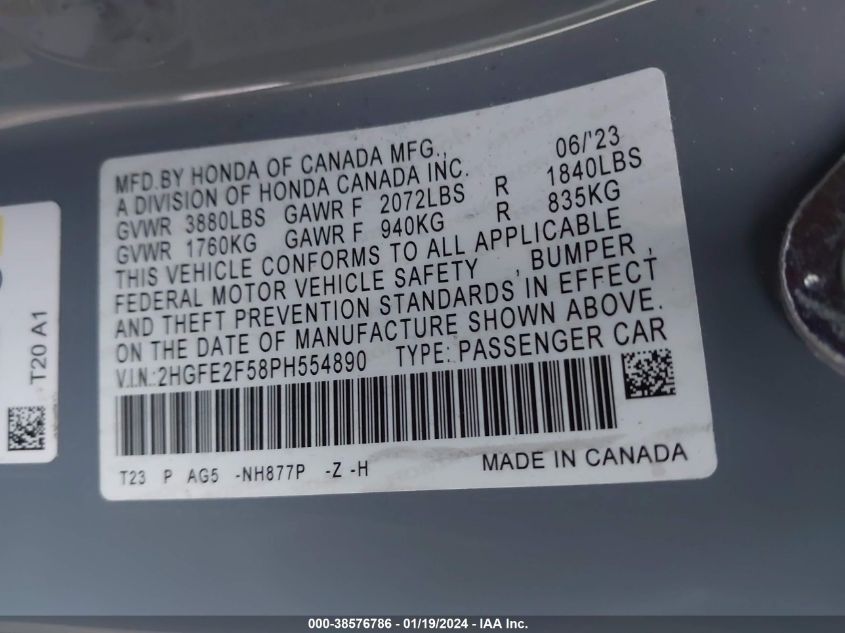 MFD.BY HONDA OF CANADA MFG., 06/'23
A DIVISION OF HONDA CANADA INC.
GVWR 3880LBS GAWR F 2072LBS R 1840LBS
GVWR 1760KG GAWR F 940KG R 835KG
THIS VEHICLE CONFORMS TO ALL APPLICABLE
FEDERAL MOTOR VEHICLE SAFETY , BUMPER ,
AND THEFT PREVENTION STANDARDS IN EFFECT
ON THE DATE OF MANUFACTURE SHOWN ABOVE.
V.I.N.:2HGFE2F58PH554890 TYPE: PASSENGER CAR
T23 P AG5 -NH877P -Z -H MADE IN CANADA
T20 A1
000-38576786 - 01/19/2024 - IAA Inc.